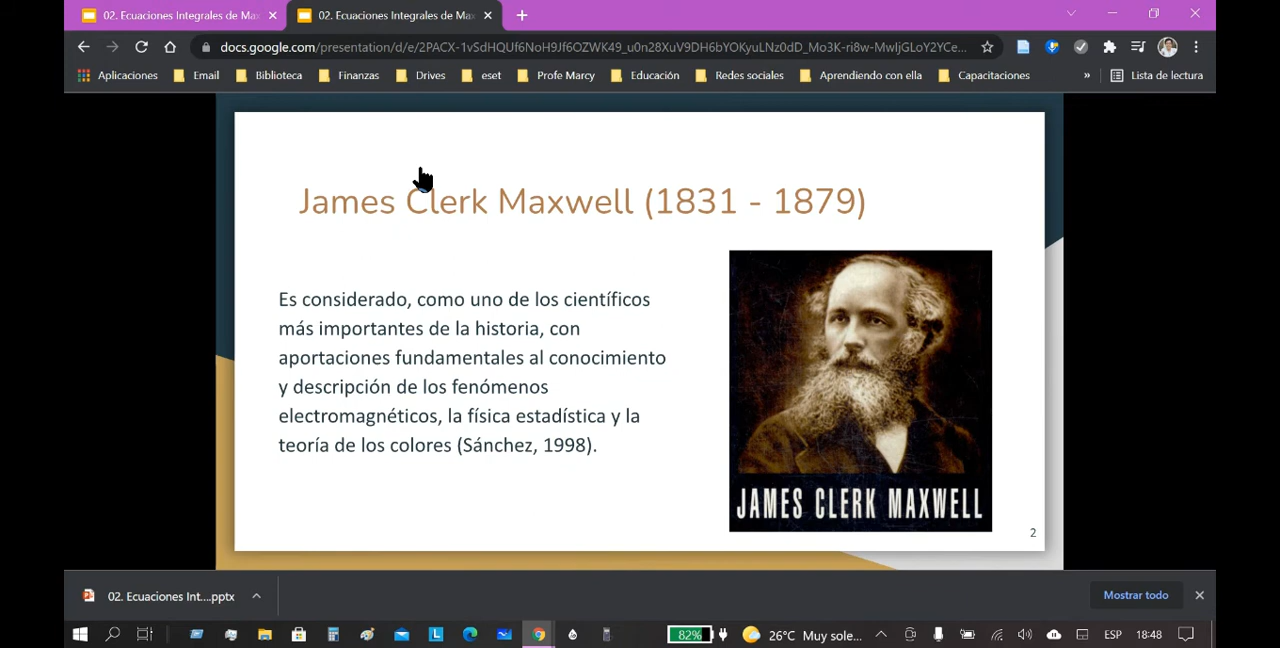 02. Ecuaciones Integrales de Max
02. Ecuaciones Integrales de Max
docs.google.com/presentation/d/e/2PACX-1vSdHQUf6NoH9Jf6OZWK49_u0n28XuV9DH6bYOKyuLNz0dD_Mo3K-ri8w-MwIjGLoY2YCe...
Aplicaciones Email Biblioteca Finanzas Drives eset Profe Marcy Educación Redes sociales Aprendiendo con ella Capacitaciones » Lista de lectura
James Clerk Maxwell (1831 - 1879)
Es considerado, como uno de los científicos
más importantes de la historia, con
aportaciones fundamentales al conocimiento
y descripción de los fenómenos
electromagnéticos, la física estadística y la
teoría de los colores (Sánchez, 1998).
JAMES CLERK MAXWELL
2
02. Ecuaciones Int....pptx
Mostrar todo
82% 26°C Muy sole... ESP 18:48